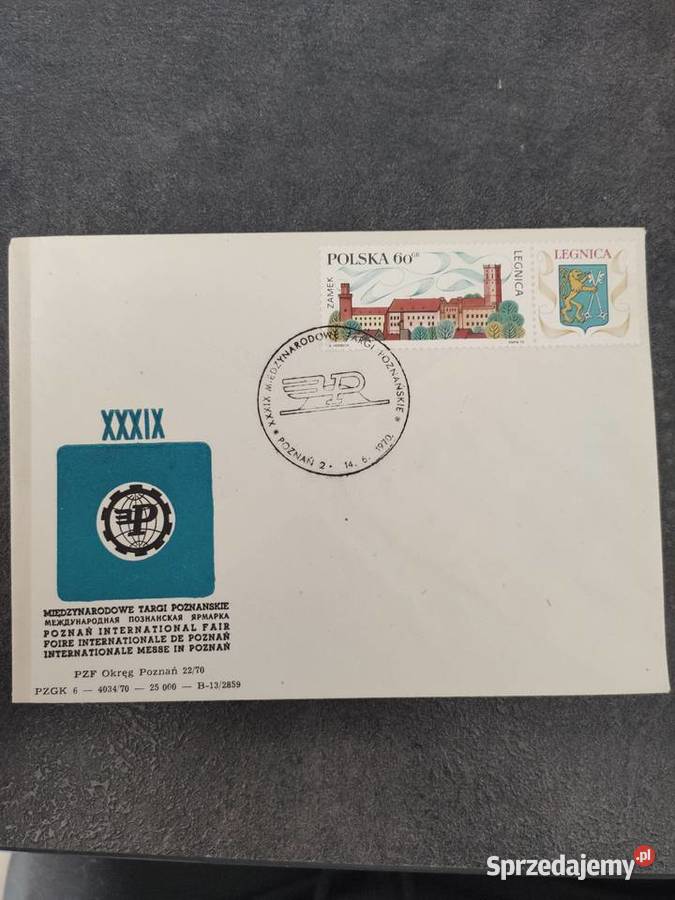 POLSKA 60 GR
ZAMEK
LEGNICA
LEGNICA
XXXIX MIĘDZYNARODOWE TARGI POZNAŃSKIE
POZNAŃ 2 · 14. 6. 1970.
XXXIX
P
MIĘDZYNARODOWE TARGI POZNANSKIE
МЕЖДУНАРОДНАЯ ПОЗНАНСКАЯ ЯРМАРКА
POZNAŃ INTERNATIONAL FAIR
FOIRE INTERNATIONALE DE POZNAŃ
INTERNATIONALE MESSE IN POZNAŃ
PZF Okręg Poznań 22/70
PZGK 6 — 4034/70 — 25 000 — B-13/2859
Sprzedajemy.pl